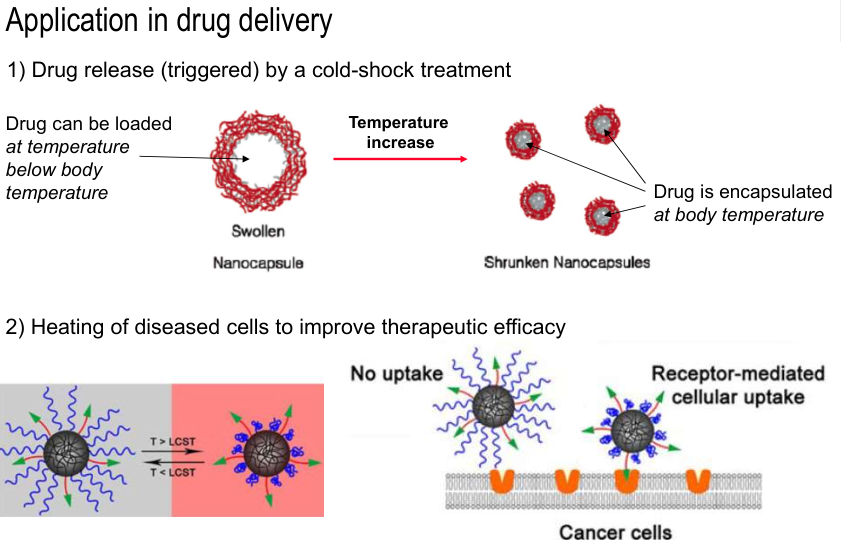 Application in drug delivery
1) Drug release (triggered) by a cold-shock treatment
Drug can be loaded
at temperature
below body
temperature
Temperature
increase
Drug is encapsulated
at body temperature
Swollen
Nanocapsule
Shrunken Nanocapsules
2) Heating of diseased cells to improve therapeutic efficacy
T > LCST
T < LCST
No uptake
Receptor-mediated
cellular uptake
Cancer cells